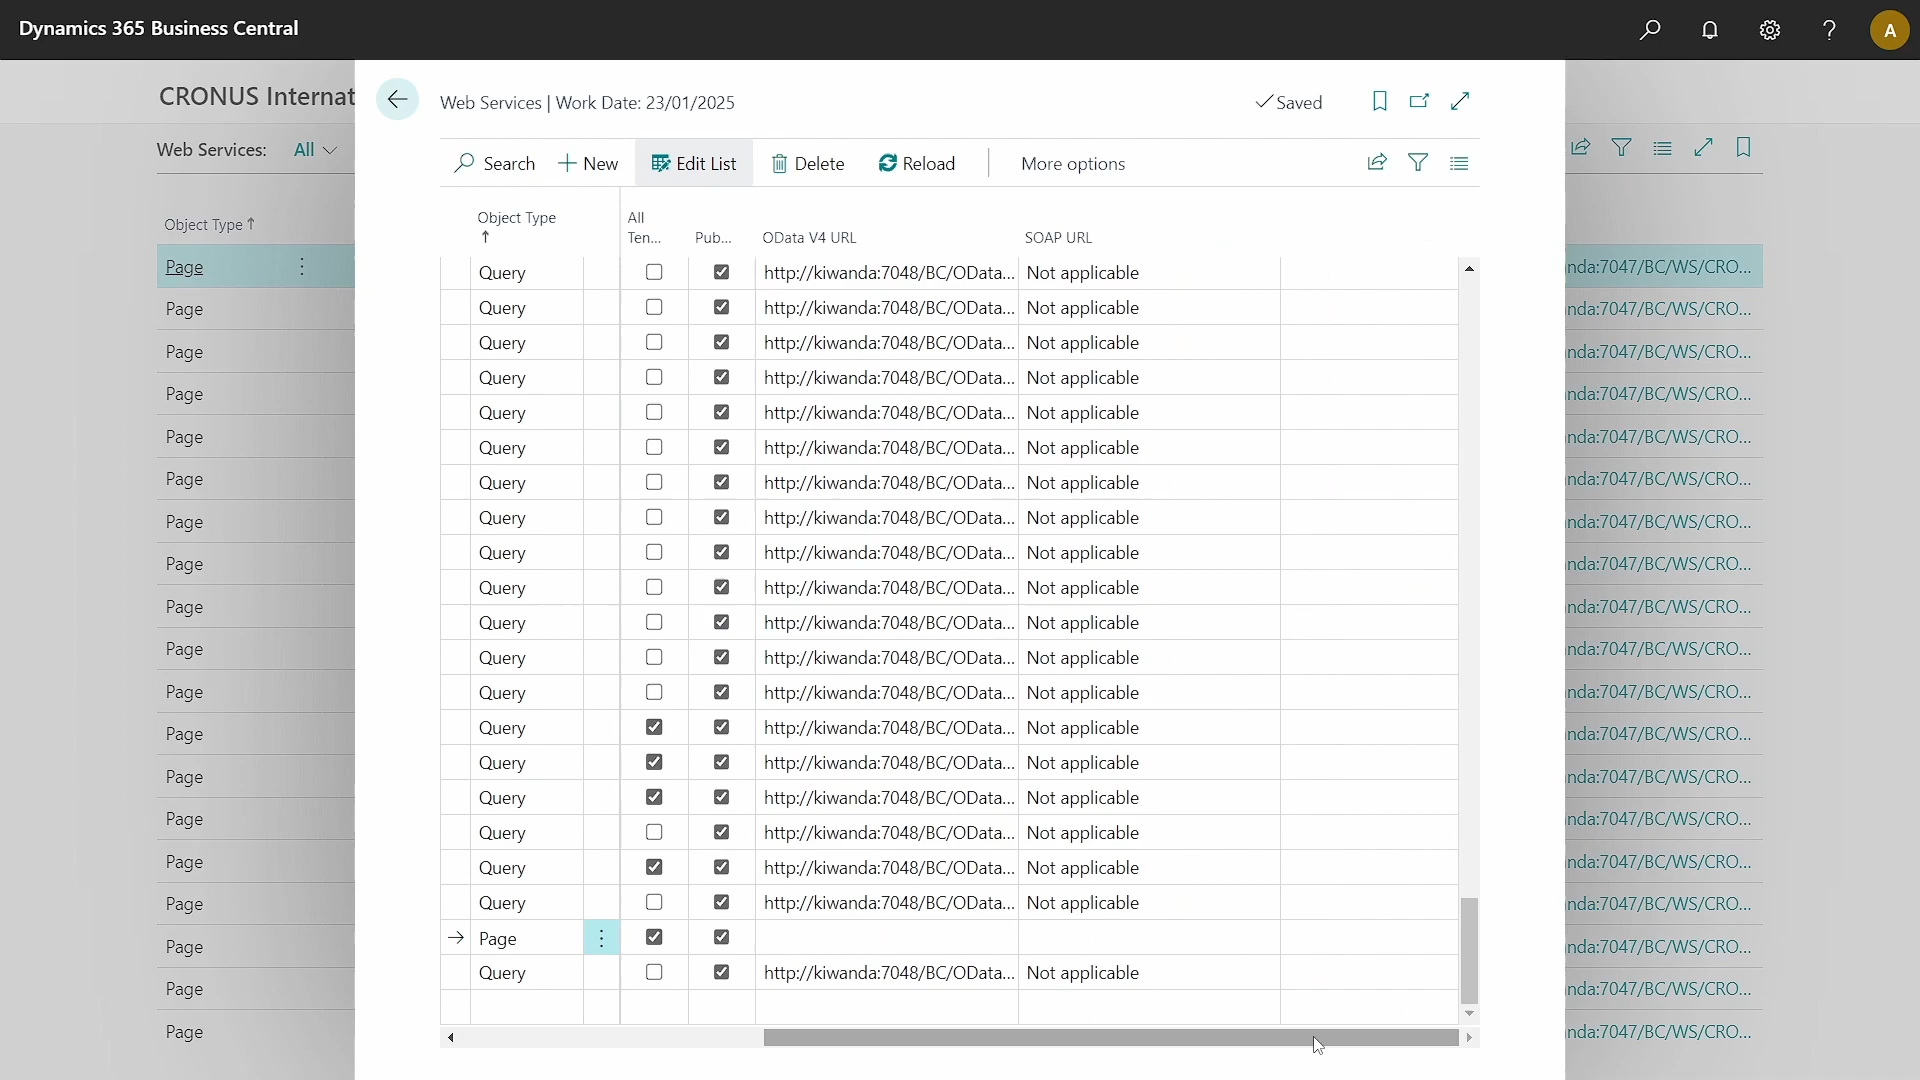 Dynamics 365 Business Central
A
CRONUS Internat
Web Services | Work Date: 23/01/2025
Saved
Web Services: All
Search New Edit List Delete Reload More options
Object Type
Object Type All Ten... Pub... OData V4 URL SOAP URL
Page Query http://kiwanda:7048/BC/OData... Not applicable nda:7047/BC/WS/CRO...
Page Query http://kiwanda:7048/BC/OData... Not applicable nda:7047/BC/WS/CRO...
Page Query http://kiwanda:7048/BC/OData... Not applicable nda:7047/BC/WS/CRO...
Page Query http://kiwanda:7048/BC/OData... Not applicable nda:7047/BC/WS/CRO...
Page Query http://kiwanda:7048/BC/OData... Not applicable nda:7047/BC/WS/CRO...
Page Query http://kiwanda:7048/BC/OData... Not applicable nda:7047/BC/WS/CRO...
Page Query http://kiwanda:7048/BC/OData... Not applicable nda:7047/BC/WS/CRO...
Page Query http://kiwanda:7048/BC/OData... Not applicable nda:7047/BC/WS/CRO...
Query http://kiwanda:7048/BC/OData... Not applicable
Page Query http://kiwanda:7048/BC/OData... Not applicable nda:7047/BC/WS/CRO...
Page Query http://kiwanda:7048/BC/OData... Not applicable nda:7047/BC/WS/CRO...
Page Query http://kiwanda:7048/BC/OData... Not applicable nda:7047/BC/WS/CRO...
Page Query http://kiwanda:7048/BC/OData... Not applicable nda:7047/BC/WS/CRO...
Page Query http://kiwanda:7048/BC/OData... Not applicable nda:7047/BC/WS/CRO...
Page Query http://kiwanda:7048/BC/OData... Not applicable nda:7047/BC/WS/CRO...
Page Query http://kiwanda:7048/BC/OData... Not applicable nda:7047/BC/WS/CRO...
Query http://kiwanda:7048/BC/OData... Not applicable
Page Query http://kiwanda:7048/BC/OData... Not applicable nda:7047/BC/WS/CRO...
Page Query http://kiwanda:7048/BC/OData... Not applicable nda:7047/BC/WS/CRO...
Page Page nda:7047/BC/WS/CRO...
Page Query http://kiwanda:7048/BC/OData... Not applicable nda:7047/BC/WS/CRO...
Page nda:7047/BC/WS/CRO...